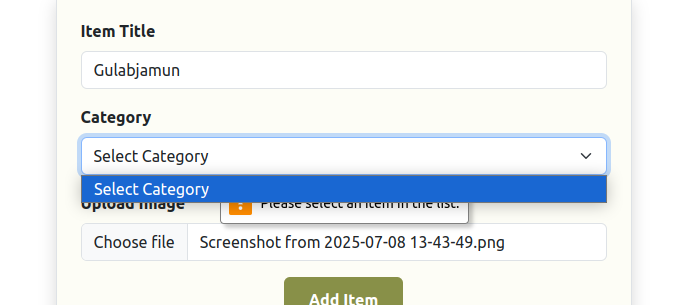 Item Title
Gulabjamun
Category
Select Category
Select Category
Upload Image
Please select an item in the list.
Choose file Screenshot from 2025-07-08 13-43-49.png
Add Item